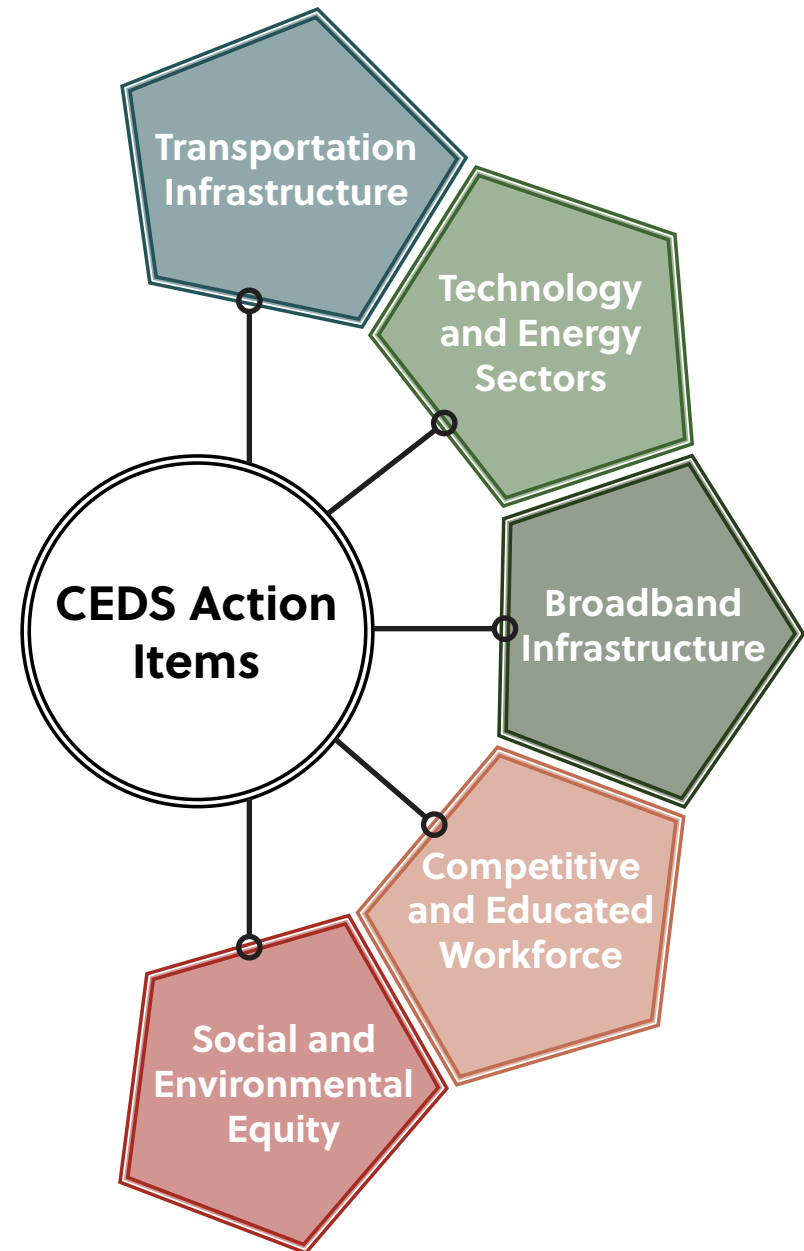 Transportation
Infrastructure
Technology
and Energy
Sectors
CEDS Action
Items
Broadband
Infrastructure
Competitive
and Educated
Workforce
Social and
Environmental
Equity